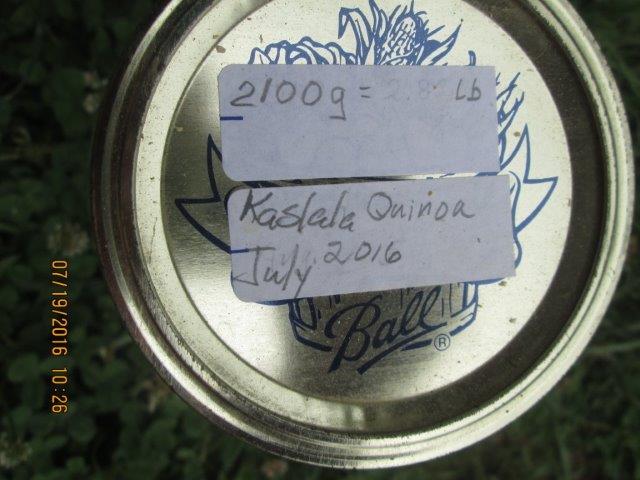 2100g = Lb
Kaslala Quinoa
July 2016
Ball®
07/19/2016 10:26